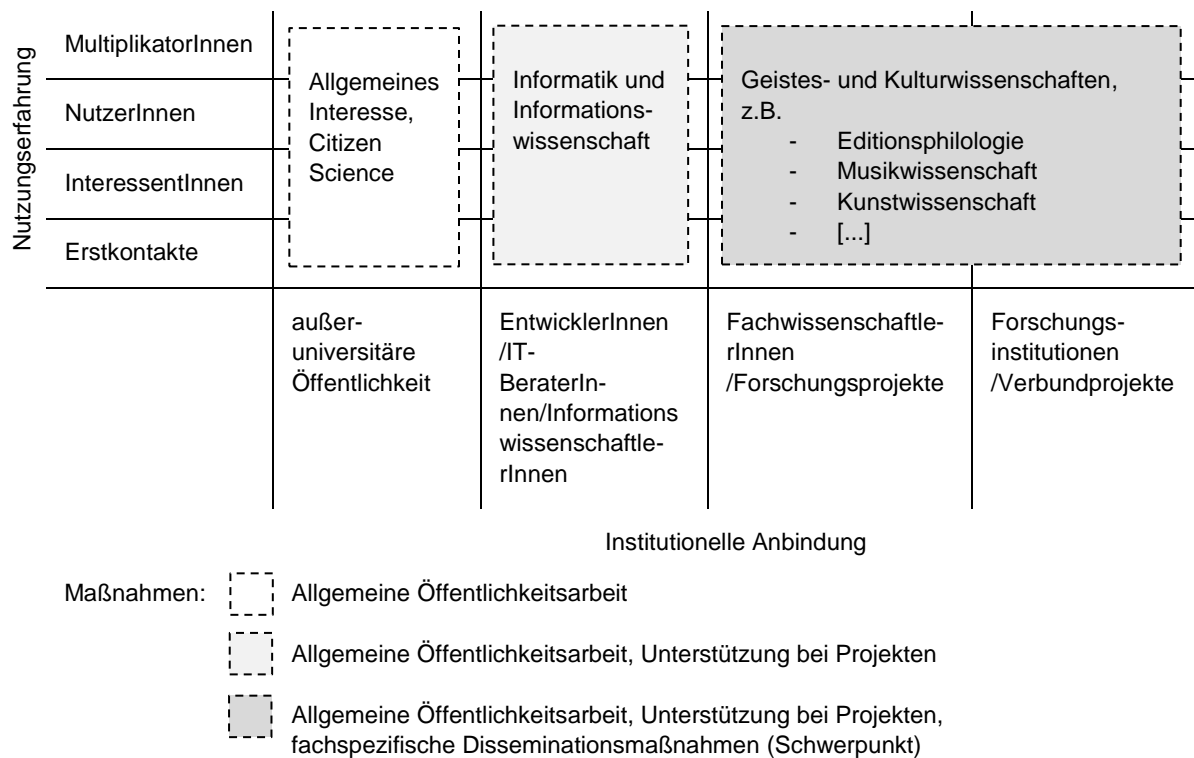 Nutzungserfahrung
MultiplikatorInnen
NutzerInnen
InteressentInnen
Erstkontakte
Allgemeines
Interesse,
Citizen
Science
Informatik und
Informations-
wissenschaft
Geistes- und Kulturwissenschaften,
z.B.
- Editionsphilologie
- Musikwissenschaft
- Kunstwissenschaft
- [...]
außer-
universitäre
Öffentlichkeit
EntwicklerInnen
/IT-
BeraterIn-
nen/Informations
wissenschaftle-
rInnen
Fachwissenschaftle-
rInnen
/Forschungsprojekte
Forschungs-
institutionen
/Verbundprojekte
Institutionelle Anbindung
Maßnahmen:
Allgemeine Öffentlichkeitsarbeit
Allgemeine Öffentlichkeitsarbeit, Unterstützung bei Projekten
Allgemeine Öffentlichkeitsarbeit, Unterstützung bei Projekten,
fachspezifische Disseminationsmaßnahmen (Schwerpunkt)